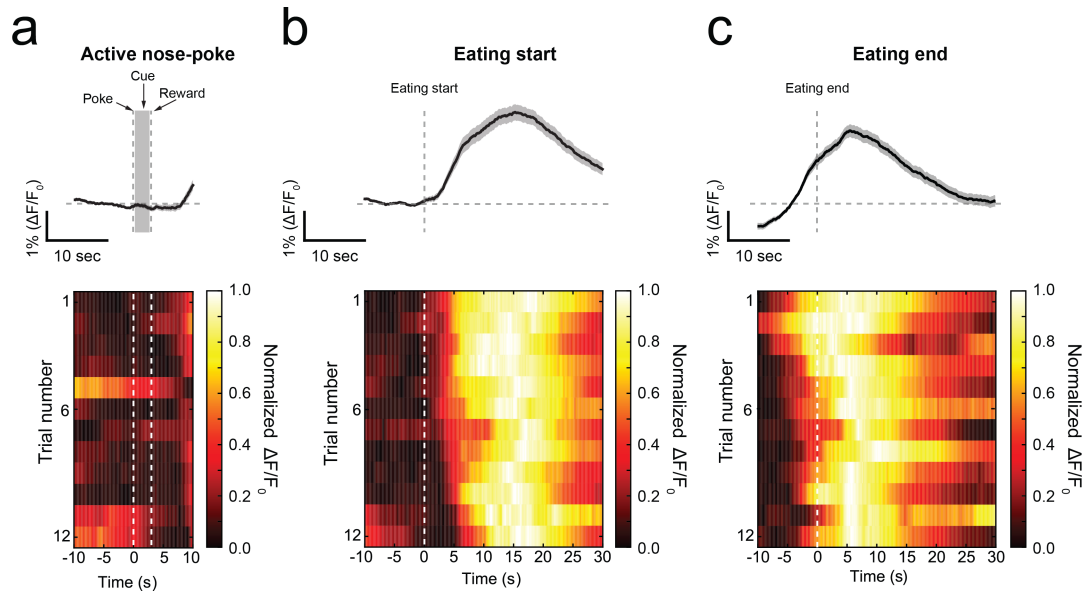 a
Active nose-poke
Cue
Poke
Reward
1% (ΔF/F0)
10 sec
b
Eating start
Eating start
1% (ΔF/F0)
10 sec
c
Eating end
Eating end
1% (ΔF/F0)
10 sec
Trial number
1
6
12
-10 -5 0 5 10
Time (s)
1.0
0.8
0.6
0.4
0.2
0.0
Normalized ΔF/F0
Trial number
1
6
12
-10 -5 0 5 10 15 20 25 30
Time (s)
1.0
0.8
0.6
0.4
0.2
0.0
Normalized ΔF/F0
Trial number
1
6
12
-10 -5 0 5 10 15 20 25 30
Time (s)
1.0
0.8
0.6
0.4
0.2
0.0
Normalized ΔF/F0